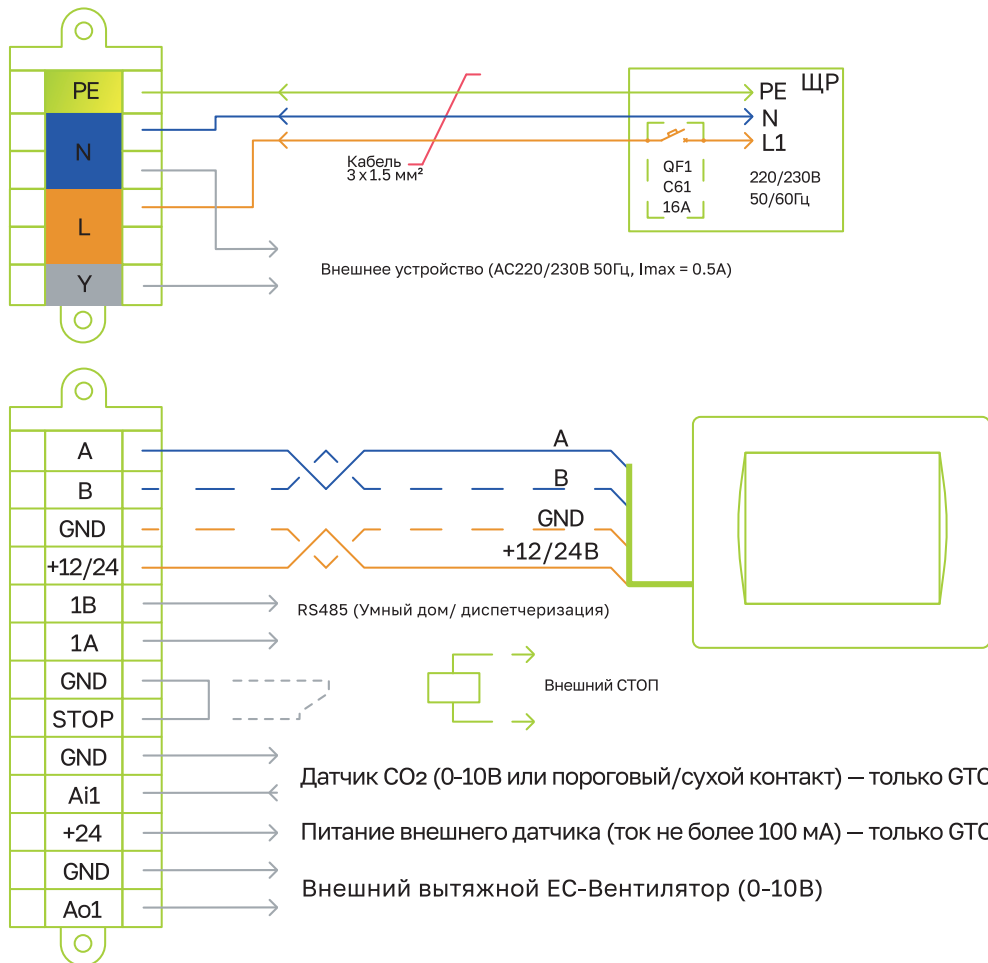 PE
N
L
Y
Кабель
3 x 1.5 мм²
PE ЩР
N
L1
QF1
C61
16A
220/230В
50/60Гц
Внешнее устройство (AC220/230В 50Гц, Imax = 0.5A)
A
B
GND
+12/24
1B
1A
GND
STOP
GND
Ai1
+24
GND
Ao1
A
B
GND
+12/24В
RS485 (Умный дом/ диспетчеризация)
Внешний СТОП
Датчик CO2 (0-10В или пороговый/сухой контакт) — только GTC
Питание внешнего датчика (ток не более 100 мА) — только GTC
Внешний вытяжной ЕС-Вентилятор (0-10В)